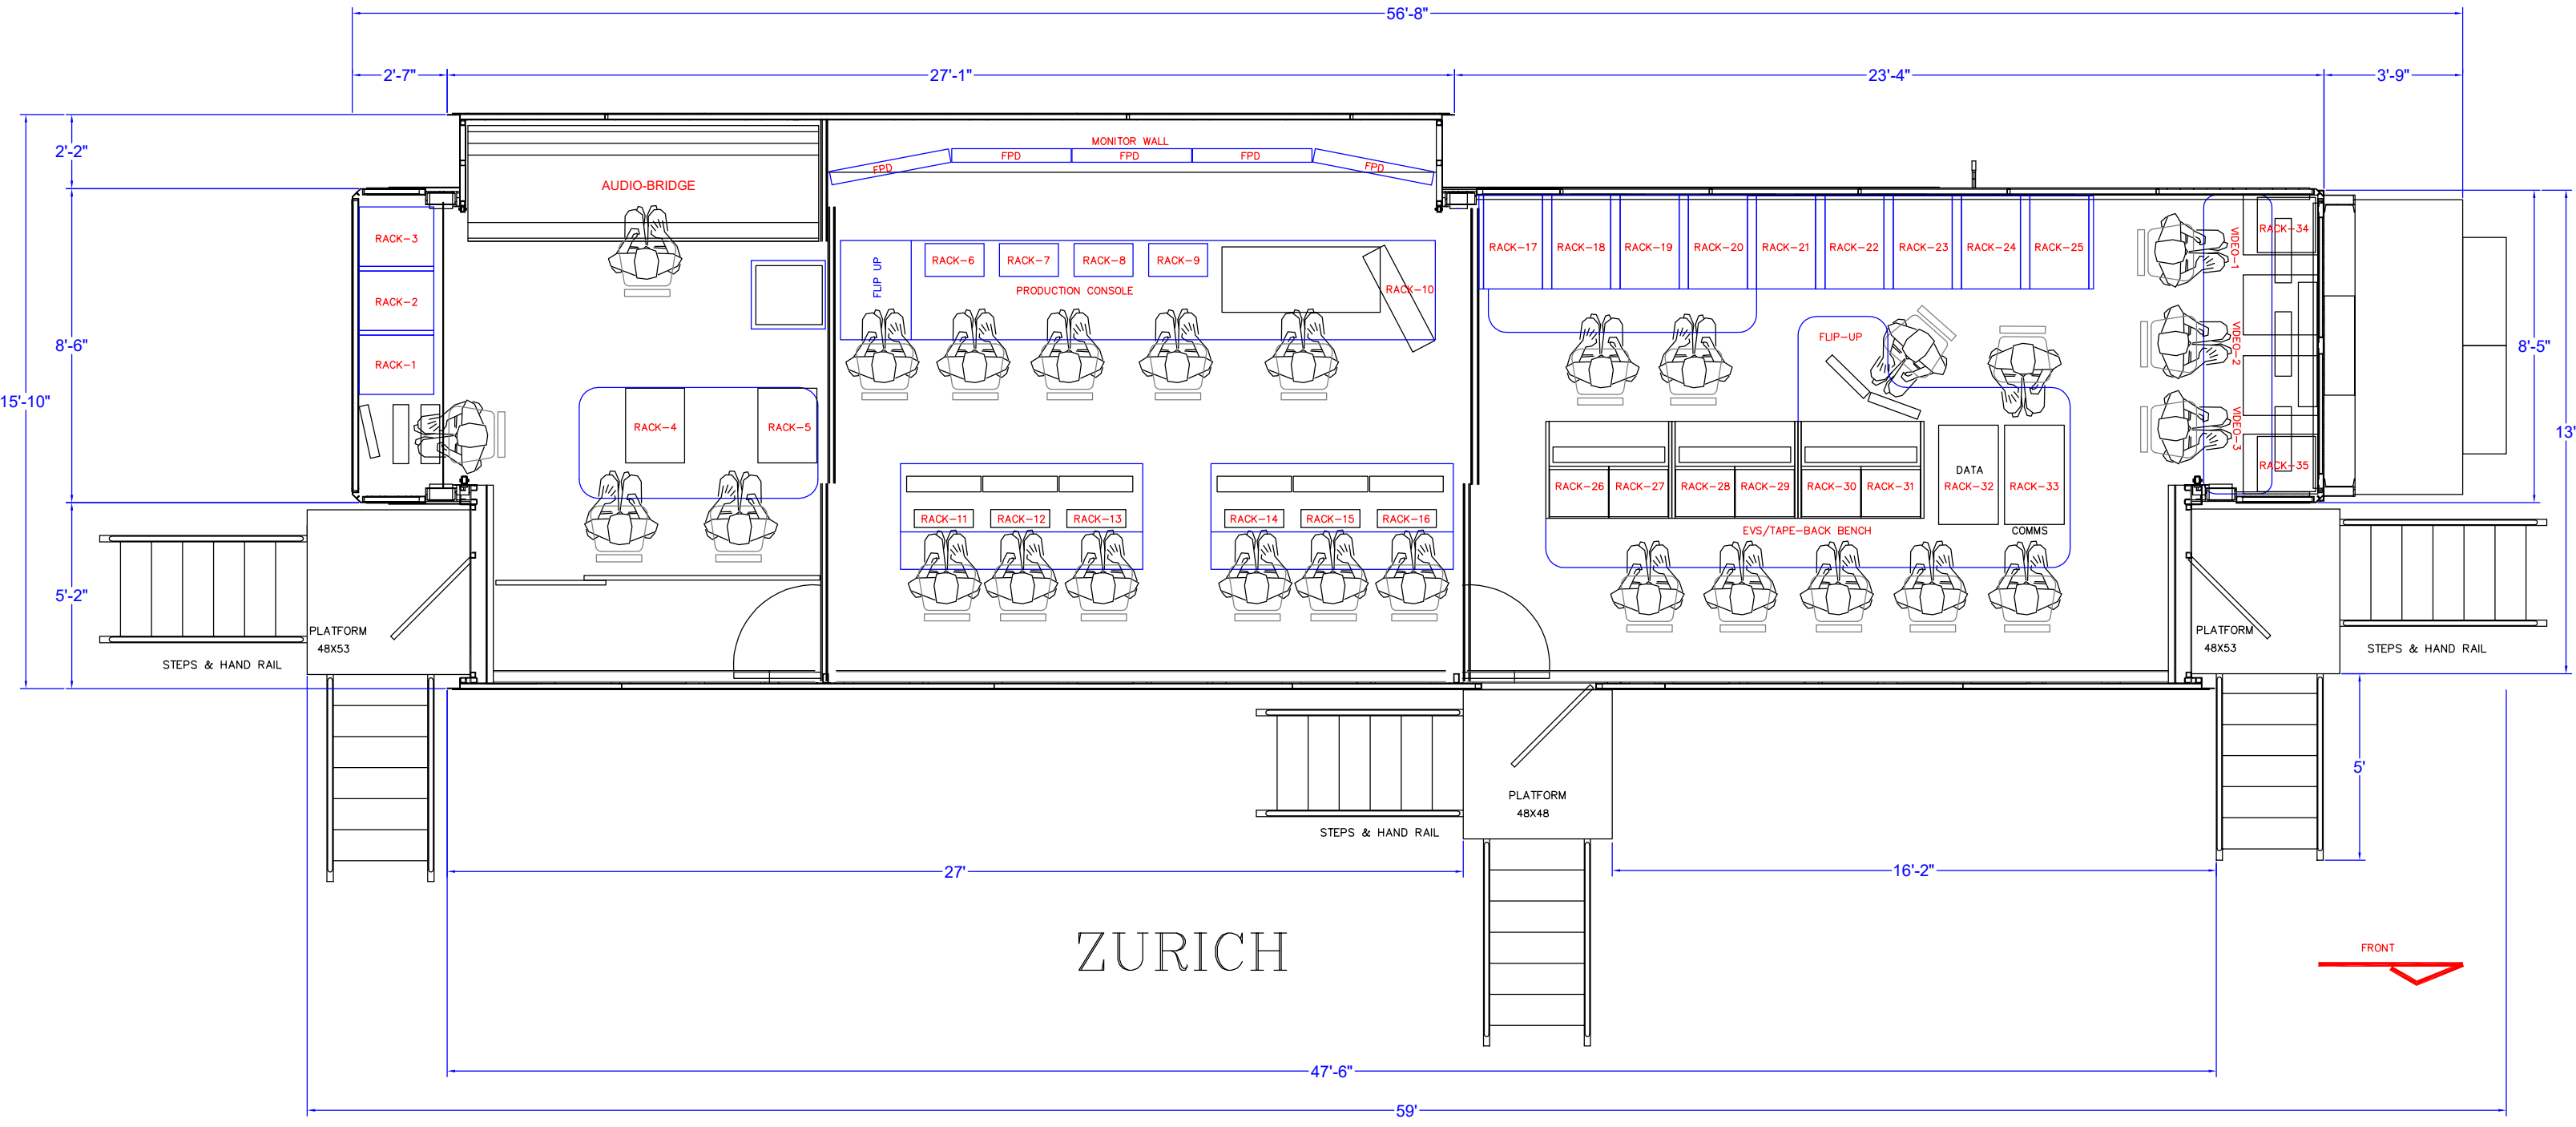 56'-8"
2'-7"
27'-1"
23'-4"
3'-9"
2'-2"
8'-6"
15'-10"
5'-2"
MONITOR WALL
FPD
FPD
FPD
FPD
FPD
AUDIO-BRIDGE
RACK-3
RACK-2
RACK-1
RACK-4
RACK-5
FLIP UP
RACK-6
RACK-7
RACK-8
RACK-9
PRODUCTION CONSOLE
RACK-10
RACK-11
RACK-12
RACK-13
RACK-14
RACK-15
RACK-16
RACK-17
RACK-18
RACK-19
RACK-20
RACK-21
RACK-22
RACK-23
RACK-24
RACK-25
FLIP-UP
VIDEO-1
VIDEO-2
VIDEO-3
RACK-34
RACK-35
RACK-26
RACK-27
RACK-28
RACK-29
RACK-30
RACK-31
DATA
RACK-32
RACK-33
EVS/TAPE-BACK BENCH
COMMS
8'-5"
13'
PLATFORM
48X53
STEPS & HAND RAIL
PLATFORM
48X53
STEPS & HAND RAIL
PLATFORM
48X48
STEPS & HAND RAIL
5'
27'
16'-2"
ZURICH
FRONT
47'-6"
59'